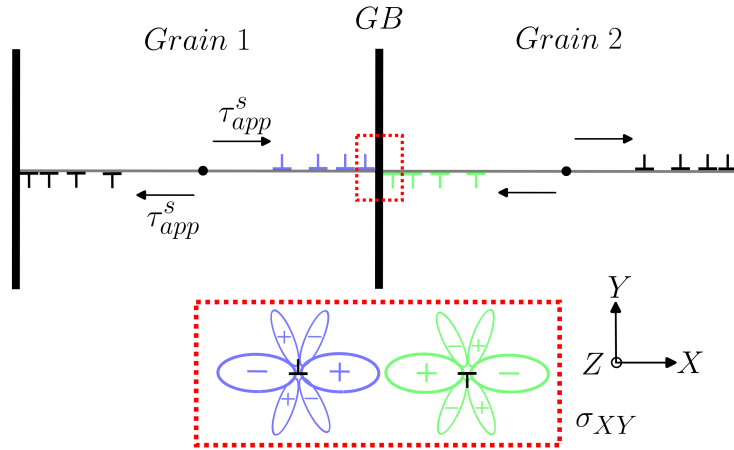 GB
Grain 1
Grain 2
τ^s_app
τ^s_app
+ −
− + + −
+ −
− +
− +
Y
Z X
σ_XY